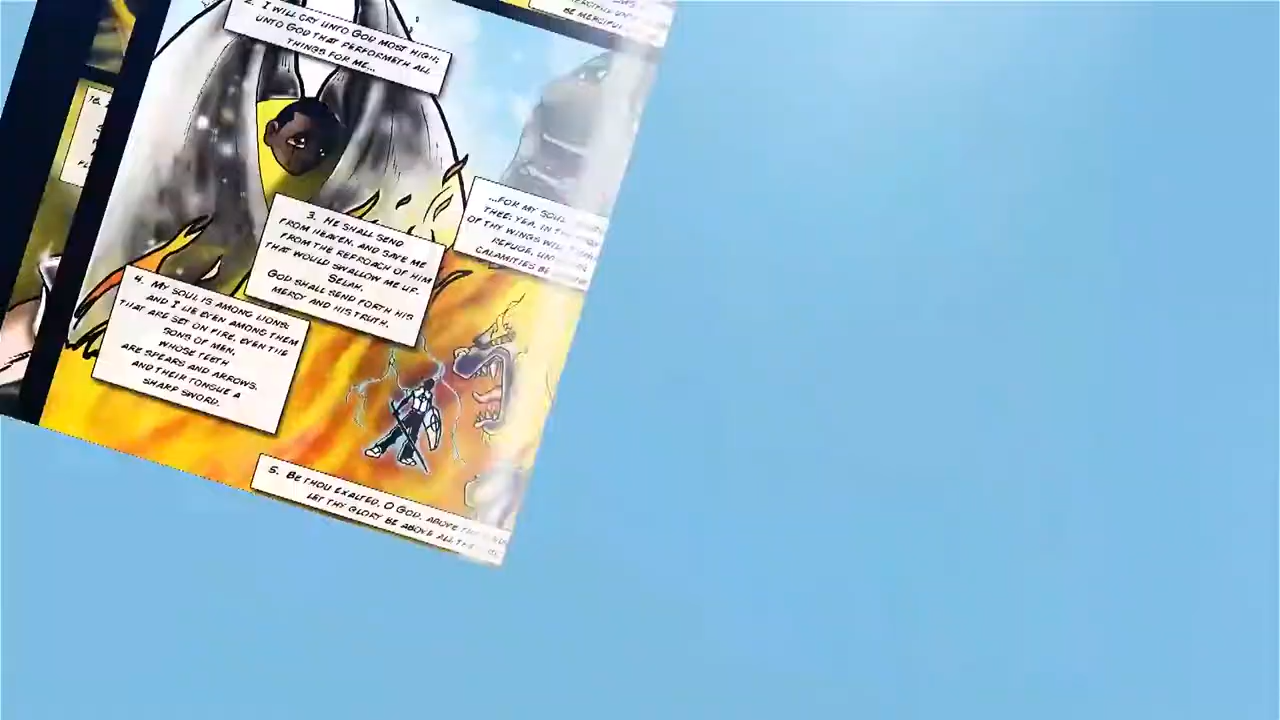 BE MERCIFUL
2. I WILL CRY UNTO GOD MOST HIGH;
UNTO GOD THAT PERFORMETH ALL
THINGS FOR ME...
...FOR MY SOUL
THEE: YEA, IN
OF THY WINGS WILL
REFUGE,
CALAMITIES BE
3. HE SHALL SEND
FROM HEAVEN, AND SAVE ME
FROM THE REPROACH OF HIM
THAT WOULD SWALLOW ME UP.
SELAH.
GOD SHALL SEND FORTH HIS
MERCY AND HIS TRUTH.
4. MY SOUL IS AMONG LIONS:
AND I LIE EVEN AMONG THEM
THAT ARE SET ON FIRE, EVEN THE
SONS OF MEN,
WHOSE TEETH
ARE SPEARS AND ARROWS,
AND THEIR TONGUE A
SHARP SWORD.
5. BE THOU EXALTED, O GOD, ABOVE
LET THY GLORY BE ABOVE ALL THE